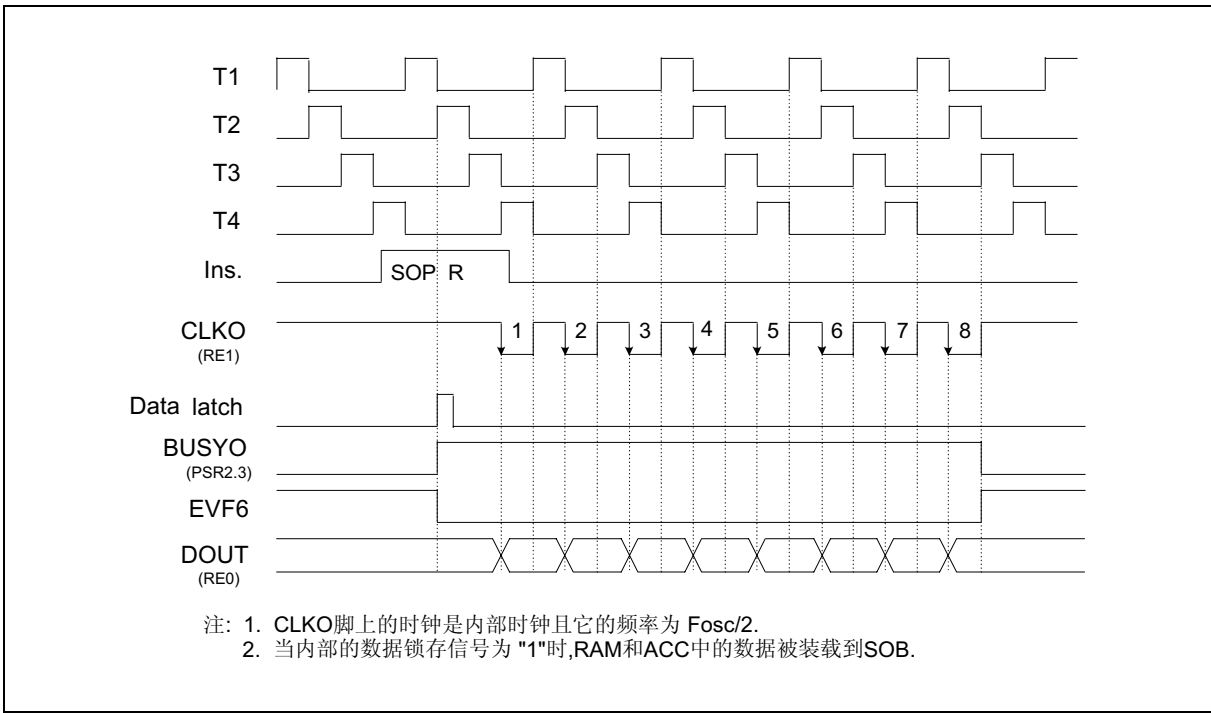 T1
T2
T3
T4
Ins.
SOP R
CLKO
(RE1)
1 2 3 4 5 6 7 8
Data latch
BUSYO
(PSR2.3)
EVF6
DOUT
(RE0)
注: 1. CLKO脚上的时钟是内部时钟且它的频率为 Fosc/2.
2. 当内部的数据锁存信号为 "1"时,RAM和ACC中的数据被装载到SOB.